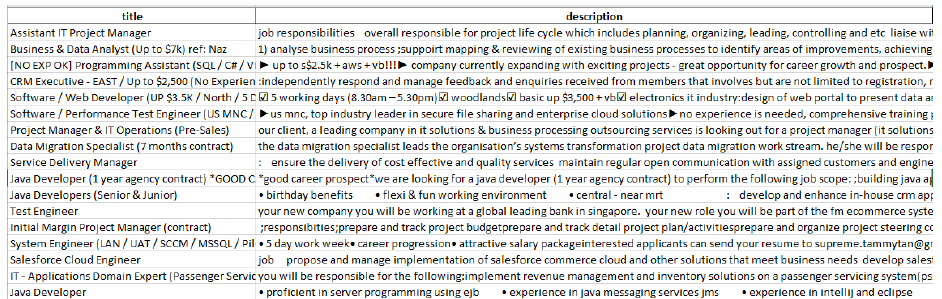 title description
Assistant IT Project Manager job responsibilities overall responsible for project life cycle which includes planning, organizing, leading, controlling and etc liaise wit
Business & Data Analyst (Up to $7k) ref: Naz 1) analyse business process ;suppoirt mapping & reviewing of existing business processes to identify areas of improvements, achieving
[NO EXP OK] Programming Assistant (SQL / C# / V ► up to s$2.5k + aws + vb!!!► company currently expanding with exciting projects - great opportunity for career growth and prospect.
CRM Executive - EAST / Up to $2,500 (No Experien :independently respond and manage feedback and enquiries received from members that involves but are not limited to registration, r
Software / Web Developer (UP $3.5K / North / 5 D ☑ 5 working days (8.30am – 5.30pm)☑ woodlands☑ basic up $3,500 + vb☑ electronics it industry:design of web portal to present data a
Software / Performance Test Engineer (US MNC / ► us mnc, top industry leader in secure file sharing and enterprise cloud solutions► no experience is needed, comprehensive training p
Project Manager & IT Operations (Pre-Sales) our client, a leading company in it solutions & business processing outsourcing services is looking out for a project manager (it solutions
Data Migration Specialist (7 months contract) the data migration specialist leads the organisation's systems transformation project data migration work stream. he/she will be respor
Service Delivery Manager : ensure the delivery of cost effective and quality services maintain regular open communication with assigned customers and engine
Java Developer (1 year agency contract) *GOOD C *good career prospect*we are looking for a java developer (1 year agency contract) to perform the following job scope: ;building java ap
Java Developers (Senior & Junior) • birthday benefits • flexi & fun working environment • central - near mrt : develop and enhance in-house crm app
Test Engineer your new company you will be working at a global leading bank in singapore. your new role you will be part of the fm ecommerce syste
Initial Margin Project Manager (contract) ;responsibities;prepare and track project budgetprepare and track detail project plan/activitiesprepare and organize project steering co
System Engineer (LAN / UAT / SCCM / MSSQL / Pil • 5 day work week• career progression• attractive salary packageinterested applicants can send your resume to supreme.tammytan@gr
Salesforce Cloud Engineer job propose and manage implementation of salesforce commerce cloud and other solutions that meet business needs develop sales
IT - Applications Domain Expert (Passenger Servic you will be responsible for the following:implement revenue management and inventory solutions on a passenger servicing system(ps
Java Developer • proficient in server programming using ejb • experience in java messaging services jms • experience in intellij and eclipse